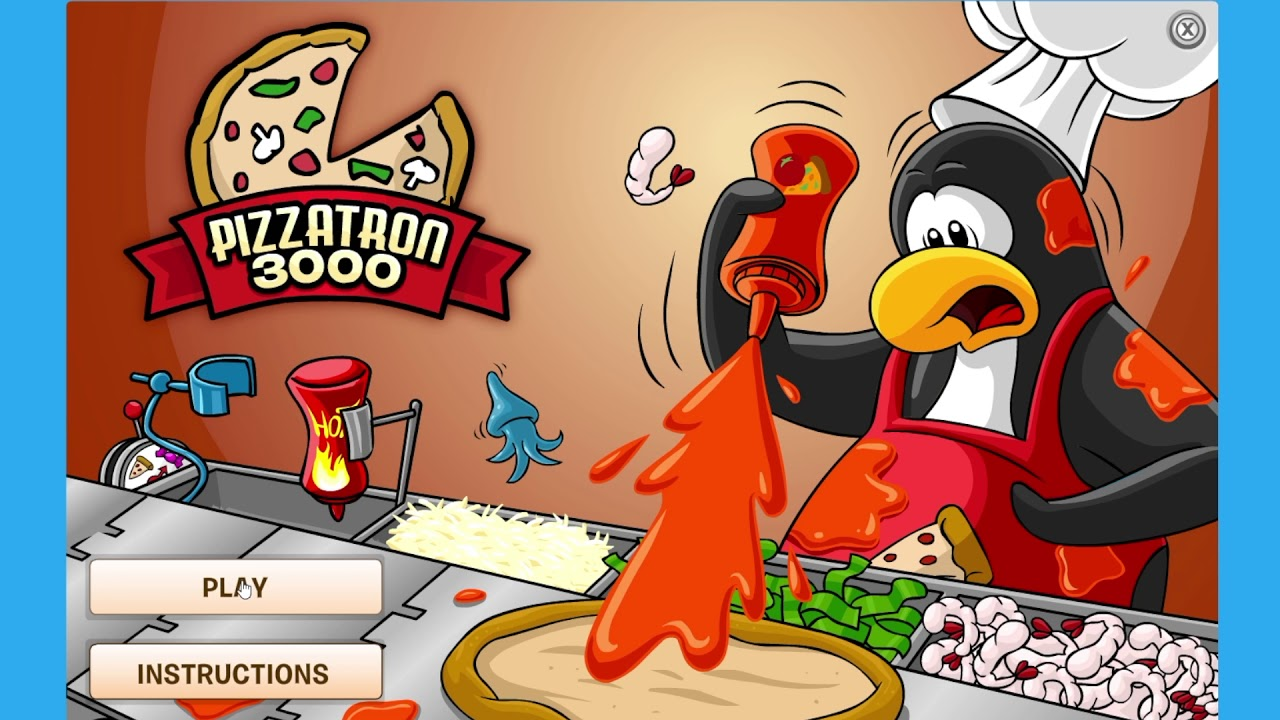 PIZZATRON
3000
HOT
X
PLAY
INSTRUCTIONS